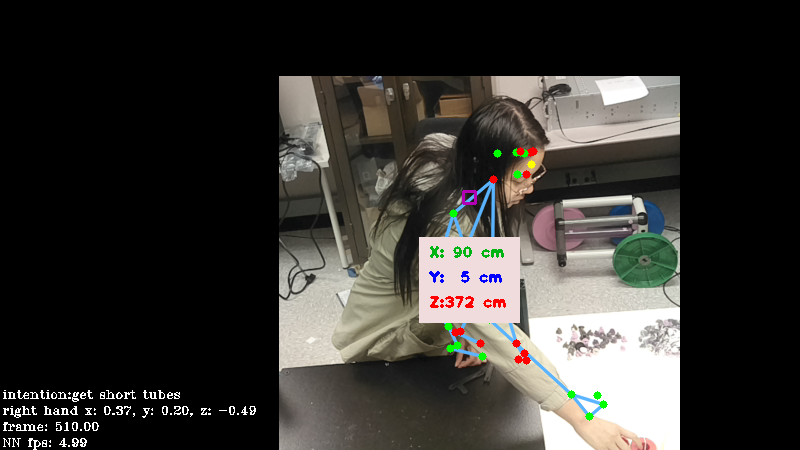 X: 90 cm
Y: 5 cm
Z:372 cm
intention:get short tubes
right hand x: 0.37, y: 0.20, z: -0.49
frame: 510.00
NN fps: 4.99